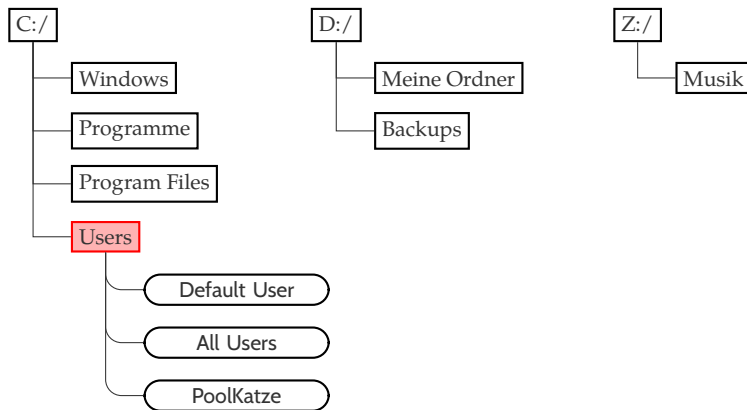 C:/
Windows
Programme
Program Files
Users
Default User
All Users
PoolKatze
D:/
Meine Ordner
Backups
Z:/
Musik